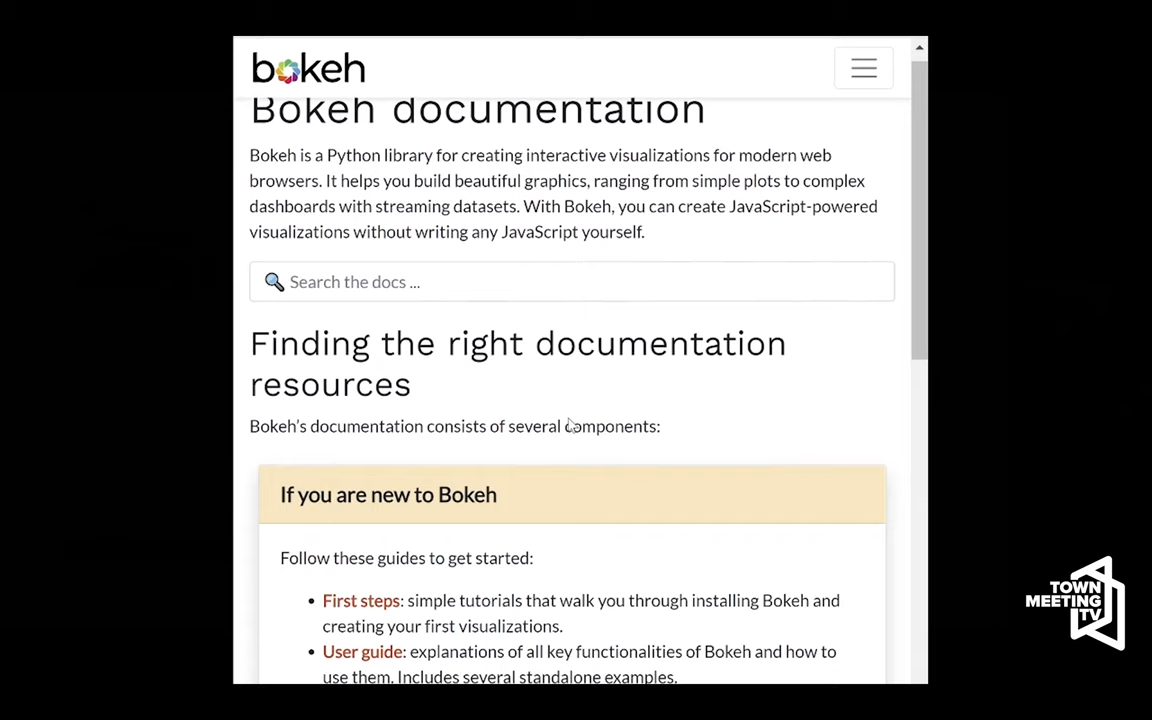 bokeh
Bokeh documentation
Bokeh is a Python library for creating interactive visualizations for modern web
browsers. It helps you build beautiful graphics, ranging from simple plots to complex
dashboards with streaming datasets. With Bokeh, you can create JavaScript-powered
visualizations without writing any JavaScript yourself.
Search the docs ...
Finding the right documentation
resources
Bokeh’s documentation consists of several components:
If you are new to Bokeh
Follow these guides to get started:
• First steps: simple tutorials that walk you through installing Bokeh and
creating your first visualizations.
• User guide: explanations of all key functionalities of Bokeh and how to
use them. Includes several standalone examples.
TOWN
MEETING
TV